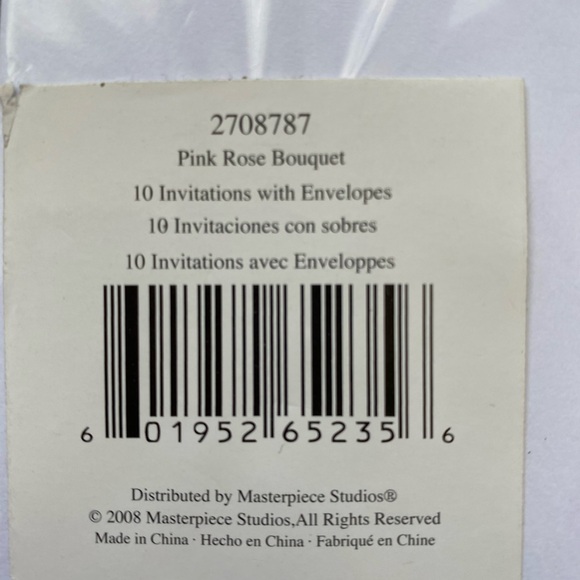 2708787
Pink Rose Bouquet
10 Invitations with Envelopes
10 Invitaciones con sobres
10 Invitations avec Enveloppes
6 01952 65235 6
Distributed by Masterpiece Studios®
© 2008 Masterpiece Studios,All Rights Reserved
Made in China · Hecho en China · Fabriqué en Chine